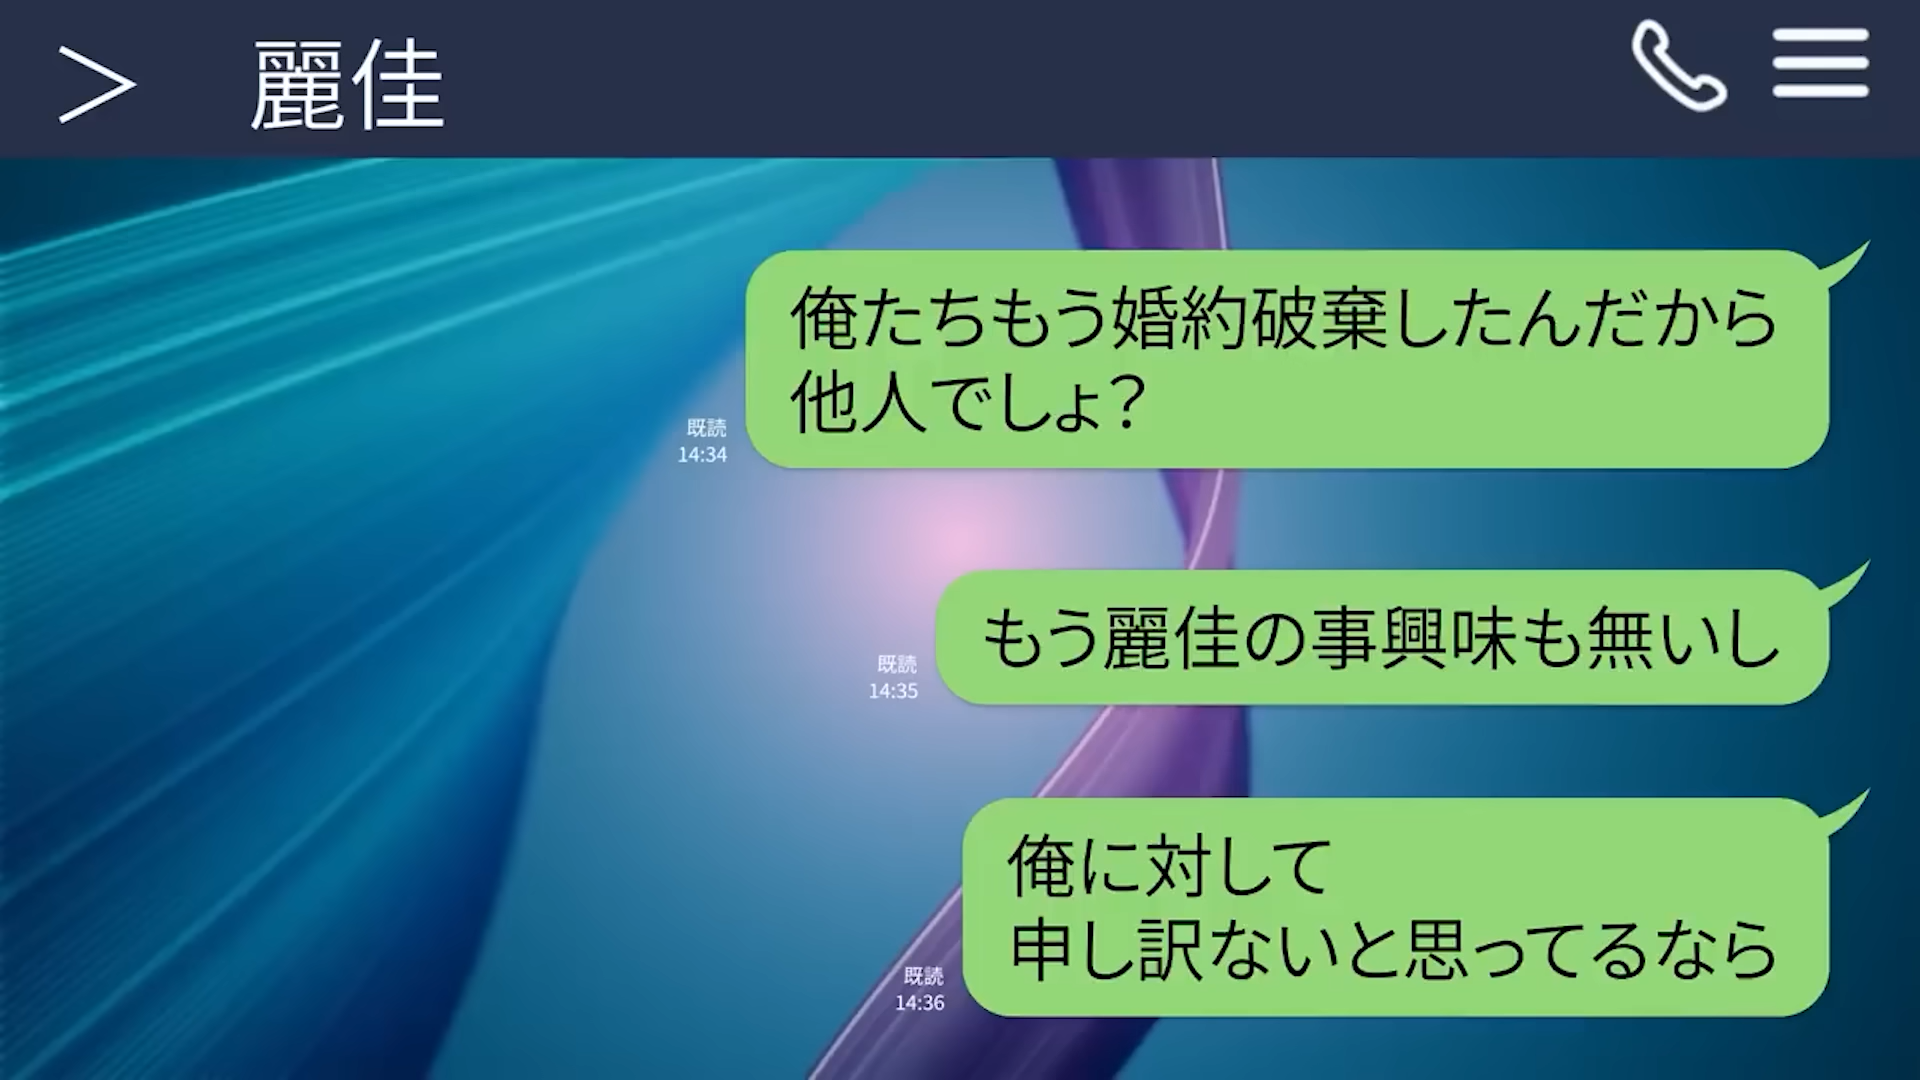 麗佳
俺たちもう婚約破棄したんだから
他人でしょ？
既読
14:34
もう麗佳の事興味も無いし
既読
14:35
俺に対して
申し訳ないと思ってるなら
既読
14:36